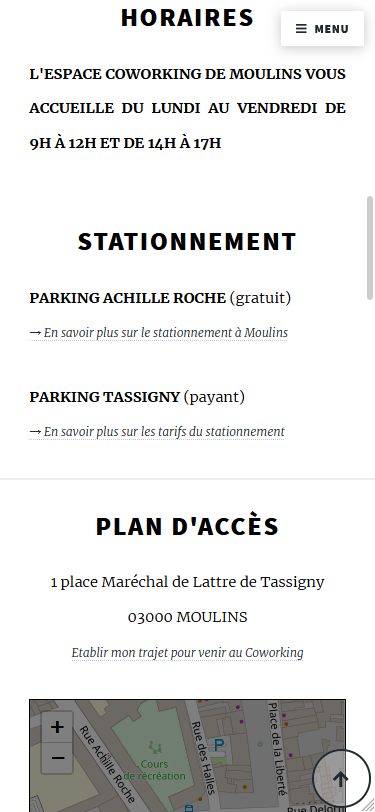 HORAIRES
MENU
L'ESPACE COWORKING DE MOULINS VOUS
ACCUEILLE DU LUNDI AU VENDREDI DE
9H À 12H ET DE 14H À 17H
STATIONNEMENT
PARKING ACHILLE ROCHE (gratuit)
→ En savoir plus sur le stationnement à Moulins
PARKING TASSIGNY (payant)
→ En savoir plus sur les tarifs du stationnement
PLAN D'ACCÈS
1 place Maréchal de Lattre de Tassigny
03000 MOULINS
Etablir mon trajet pour venir au Coworking
+
−
Rue Achille Roche
Cours
de récréation
Rue des Halles
P
Place de la Liberté
Rue Delorme